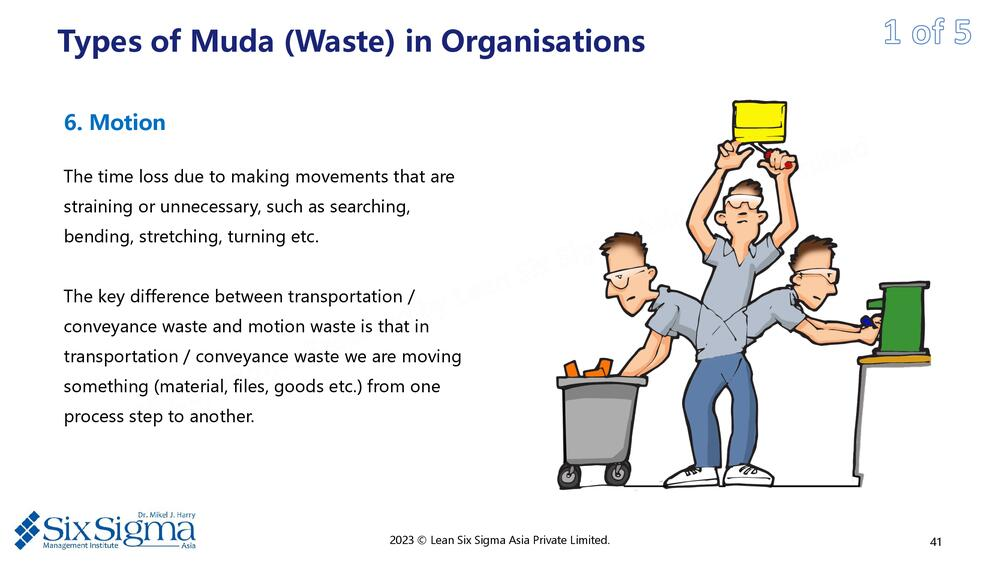 Types of Muda (Waste) in Organisations
1 of 5
6. Motion
The time loss due to making movements that are
straining or unnecessary, such as searching,
bending, stretching, turning etc.
The key difference between transportation /
conveyance waste and motion waste is that in
transportation / conveyance waste we are moving
something (material, files, goods etc.) from one
process step to another.
Dr. Mikel J. Harry
Six Sigma
Management Institute Asia
2023 © Lean Six Sigma Asia Private Limited.
41